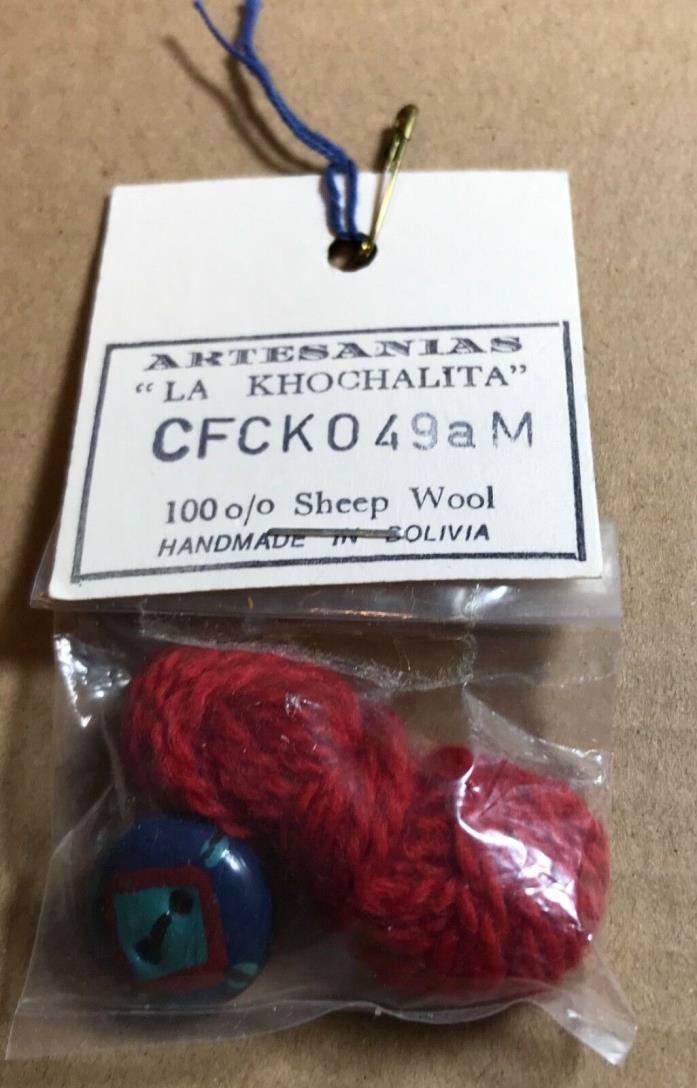 ARTESANIAS
“LA KHOCHALITA”
CFCK049aM
100 o/o Sheep Wool
HANDMADE IN BOLIVIA